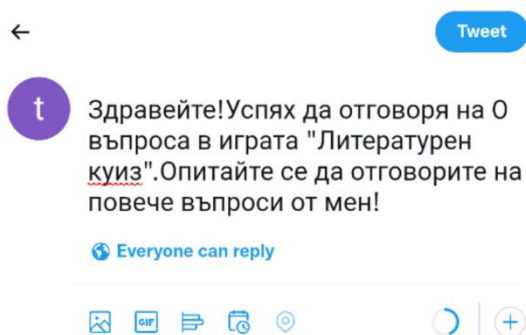 Tweet
t
Здравейте!Успях да отговоря на 0
въпроса в играта "Литературен
куиз".Опитайте се да отговорите на
повече въпроси от мен!
Everyone can reply
GIF